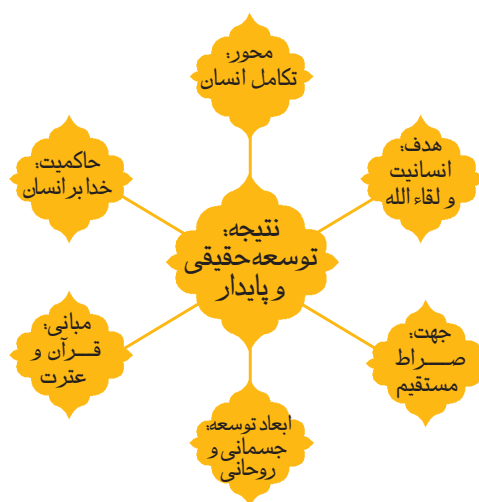 محور:
تکامل انسان
هدف:
انسانیت
و لقاء الله
جهت:
صراط
مستقیم
ابعاد توسعه:
جسمانی و
روحانی
مبانی:
قرآن و
عترت
حاکمیت:
خدا بر انسان
نتیجه:
توسعه حقیقی
و پایدار